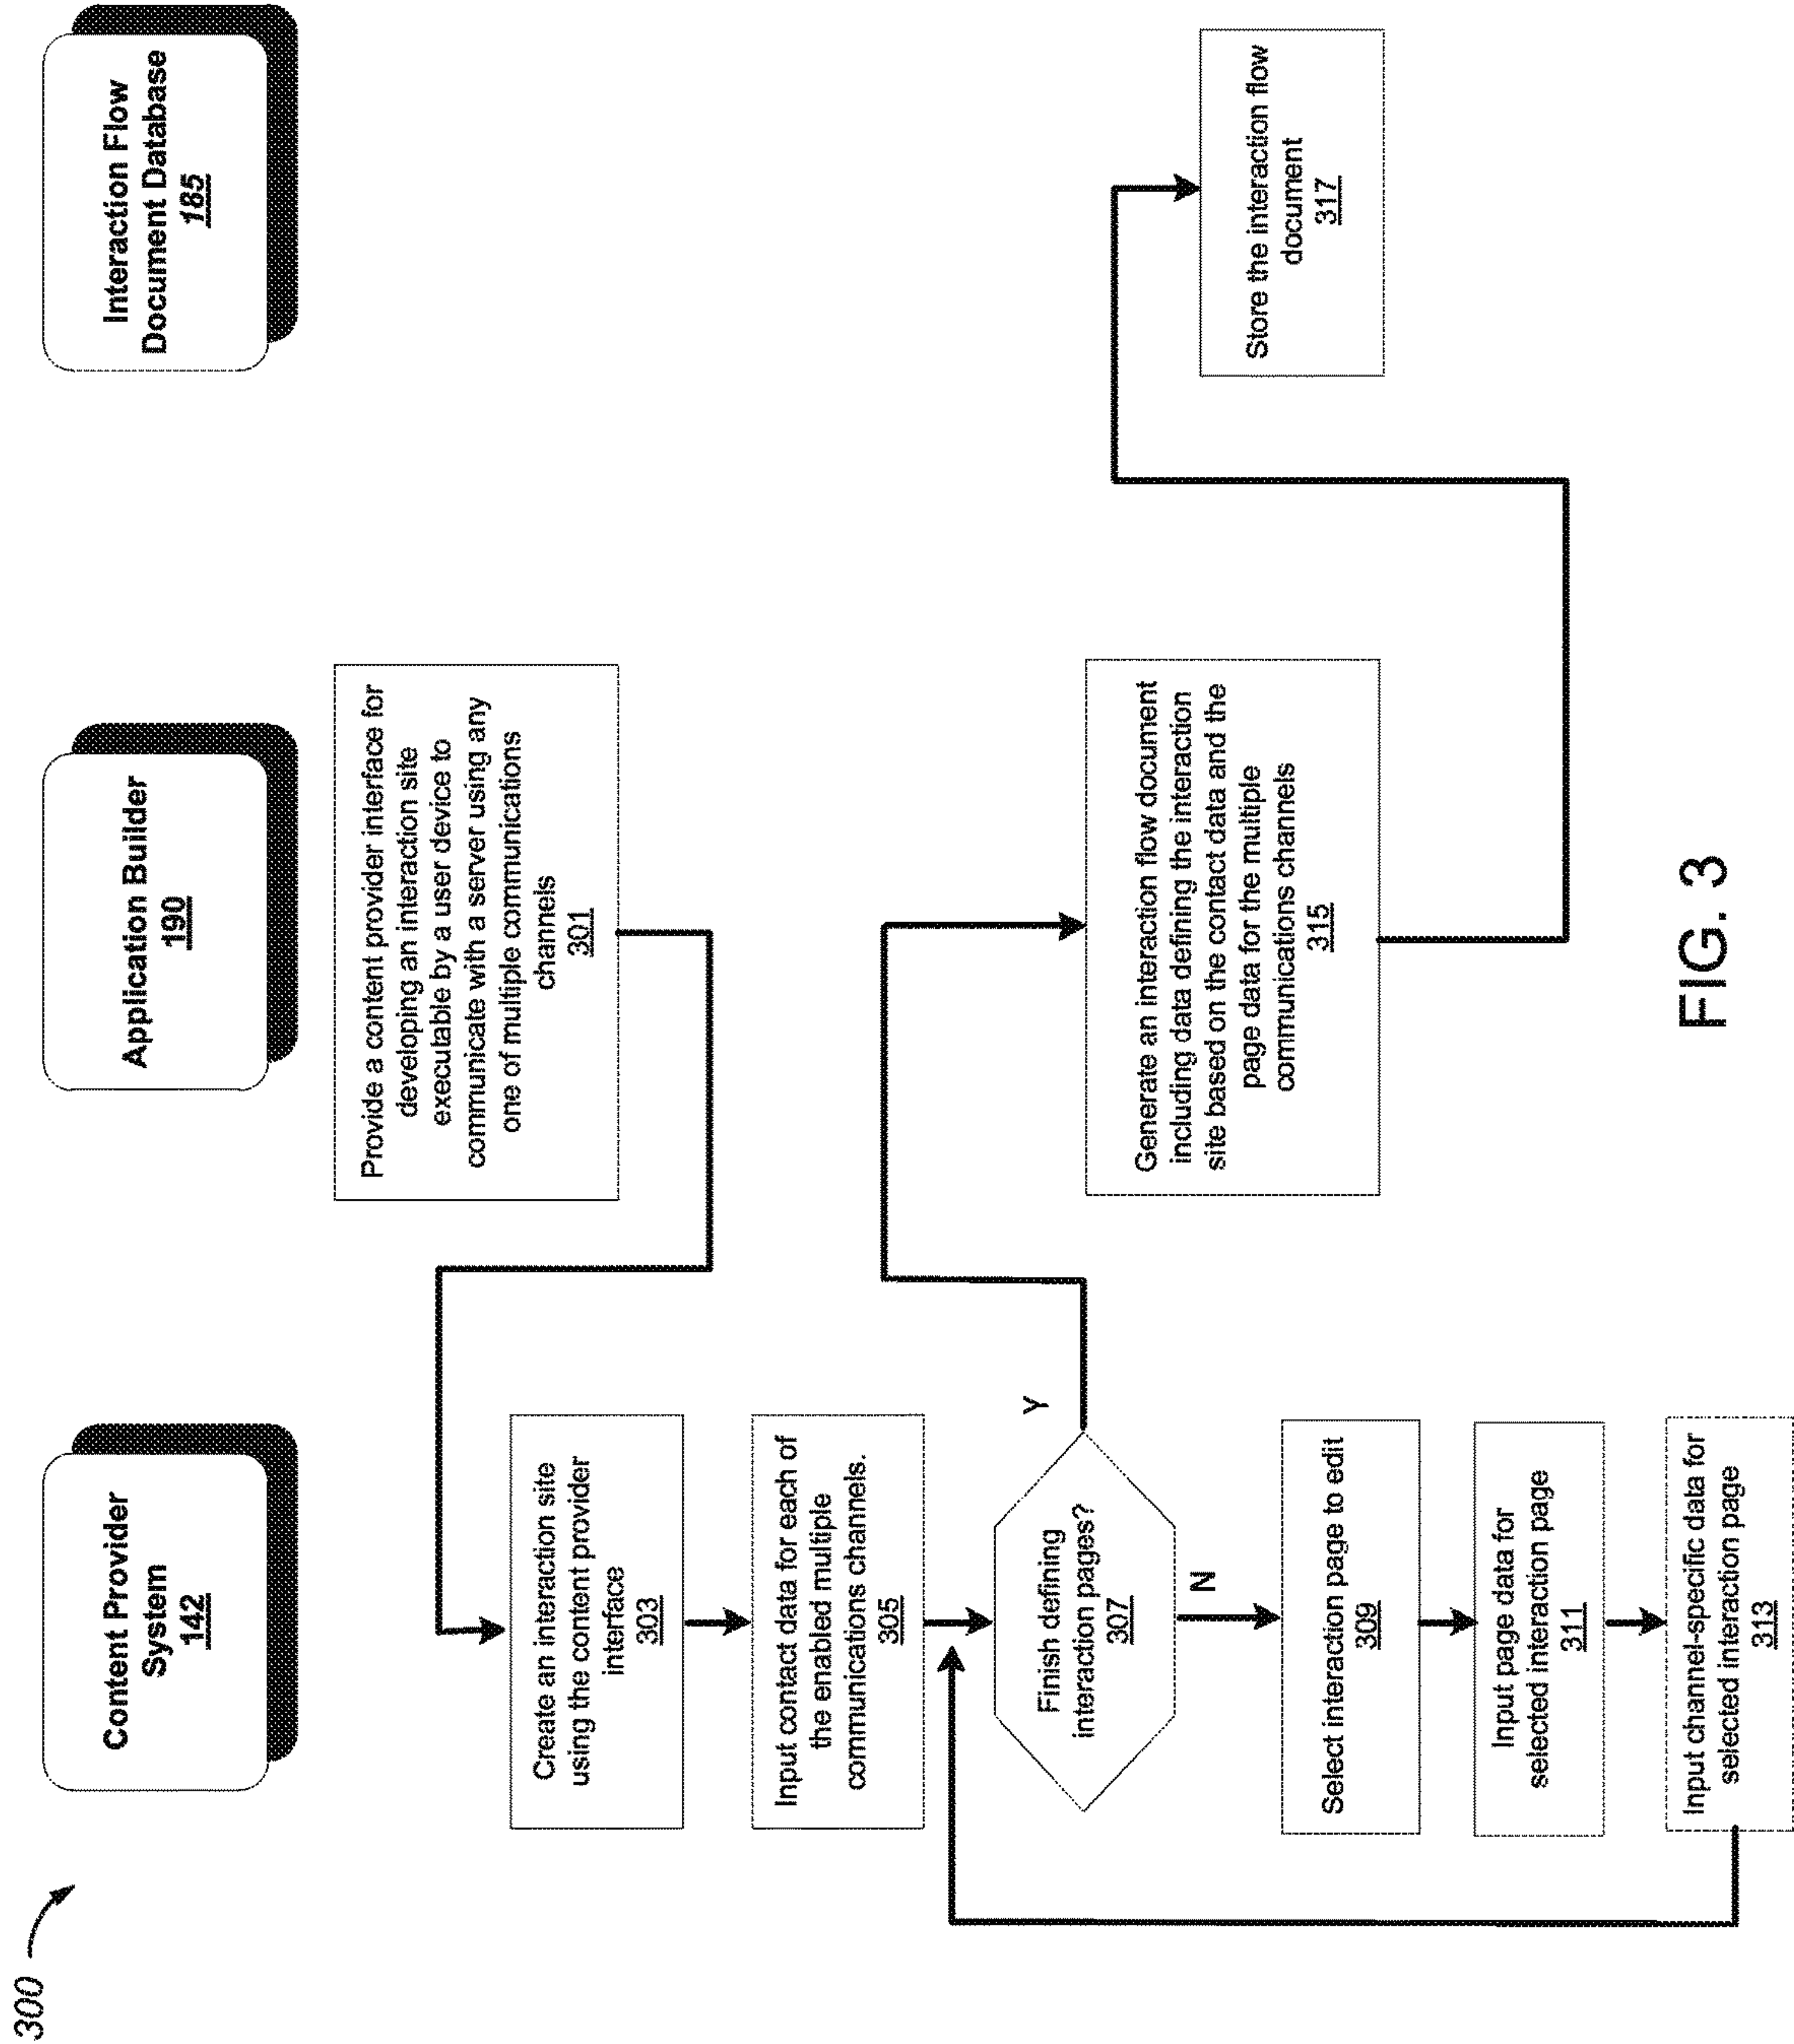 300
Content Provider
System
142
Application Builder
190
Interaction Flow
Document Database
185
Provide a content provider interface for
developing an interaction site
executable by a user device to
communicate with a server using any
one of multiple communications
channels
301
Create an interaction site
using the content provider
interface
303
Input contact data for each of
the enabled multiple
communications channels.
305
Finish defining
interaction pages?
307
Y
N
Select interaction page to edit
309
Input page data for
selected interaction page
311
Input channel-specific data for
selected interaction page
313
Generate an interaction flow document
including data defining the interaction
site based on the contact data and the
page data for the multiple
communications channels
315
Store the interaction flow
document
317
FIG. 3